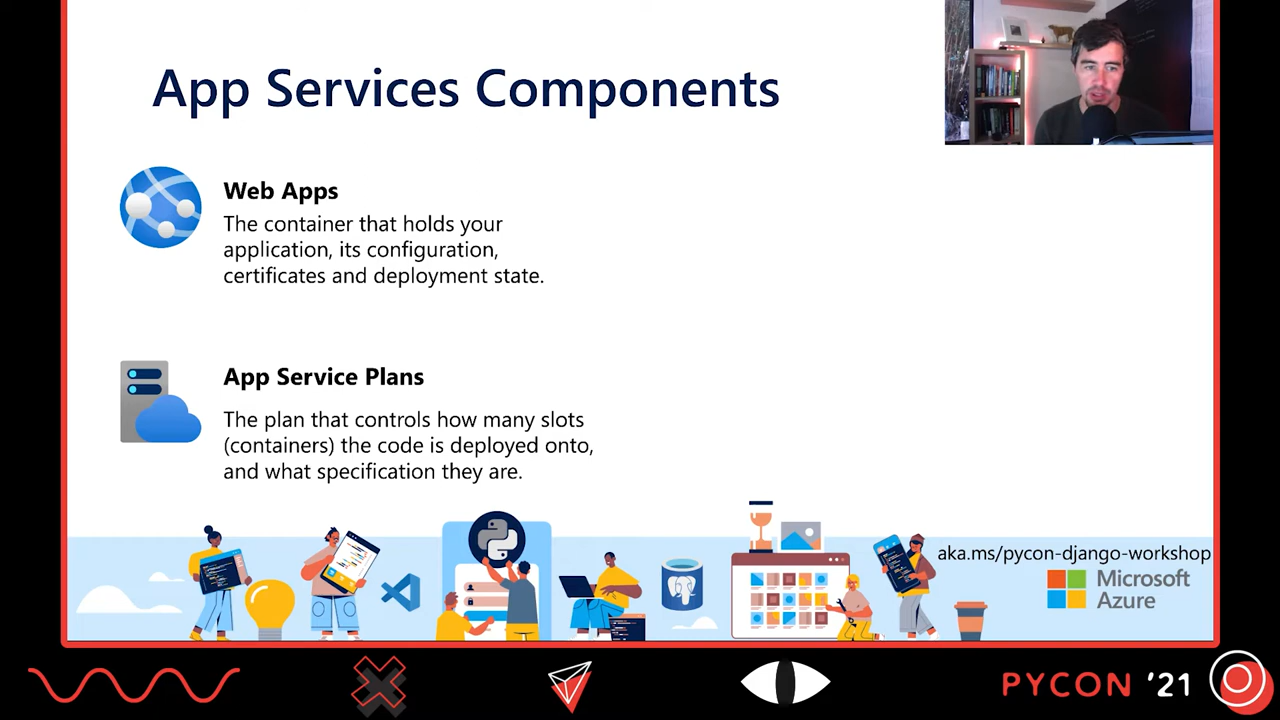 App Services Components
Web Apps
The container that holds your
application, its configuration,
certificates and deployment state.
App Service Plans
The plan that controls how many slots
(containers) the code is deployed onto,
and what specification they are.
aka.ms/pycon-django-workshop
Microsoft
Azure
PYCON '21